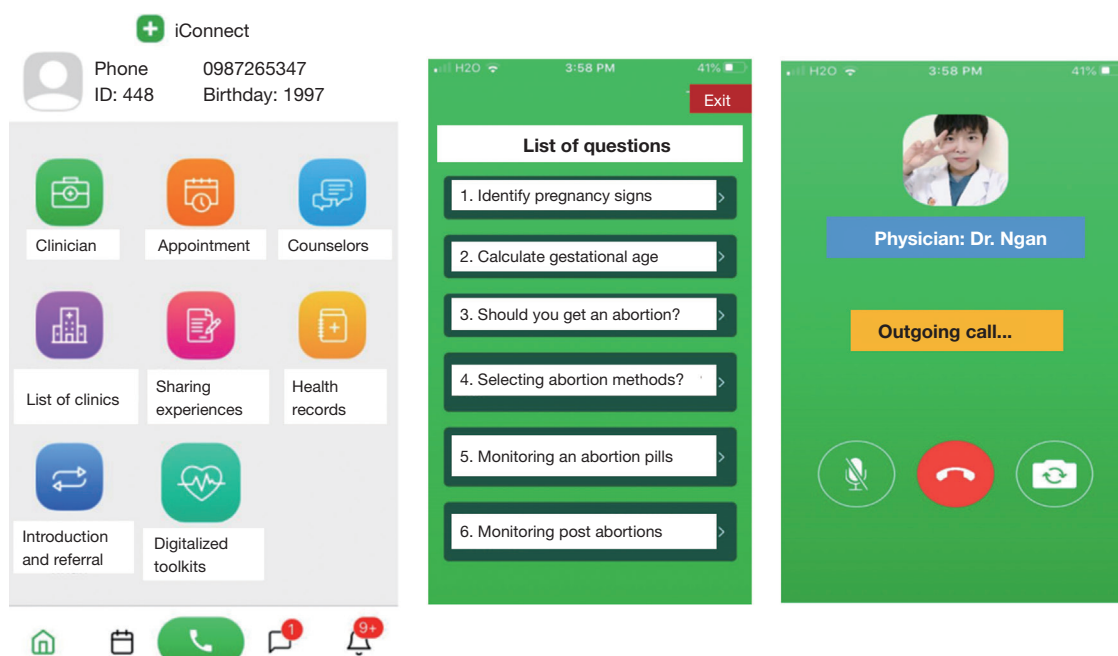 iConnect
Phone 0987265347
ID: 448 Birthday: 1997
Clinician
Appointment
Counselors
List of clinics
Sharing
experiences
Health
records
Introduction
and referral
Digitalized
toolkits
1
9+
H2O 3:58 PM 41%
Exit
List of questions
1. Identify pregnancy signs
2. Calculate gestational age
3. Should you get an abortion?
4. Selecting abortion methods?
5. Monitoring an abortion pills
6. Monitoring post abortions
H2O 3:58 PM 41%
Physician: Dr. Ngan
Outgoing call...